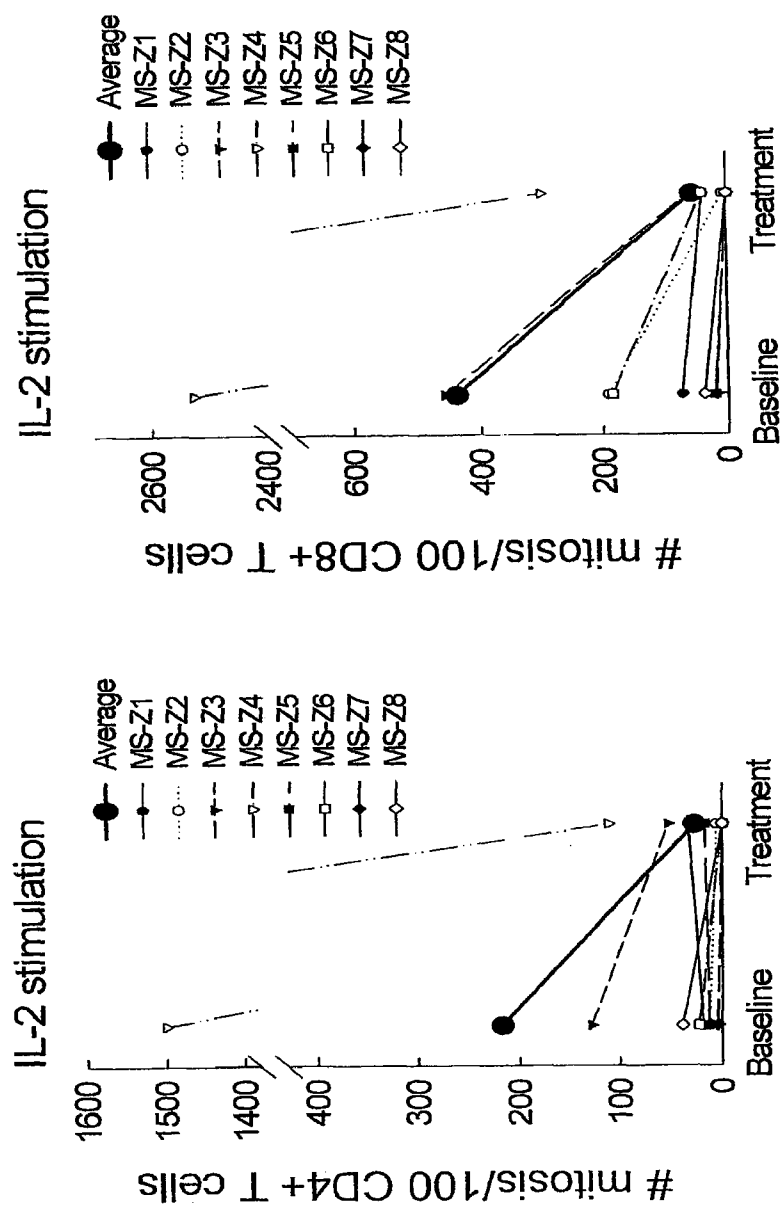 IL-2 stimulation
Average
MS-Z1
MS-Z2
MS-Z3
MS-Z4
MS-Z5
MS-Z6
MS-Z7
MS-Z8
# mitosis/100 CD4+ T cells
1600
1500
1400
400
300
200
100
0
Baseline
Treatment
IL-2 stimulation
Average
MS-Z1
MS-Z2
MS-Z3
MS-Z4
MS-Z5
MS-Z6
MS-Z7
MS-Z8
# mitosis/100 CD8+ T cells
2600
2400
600
400
200
0
Baseline
Treatment